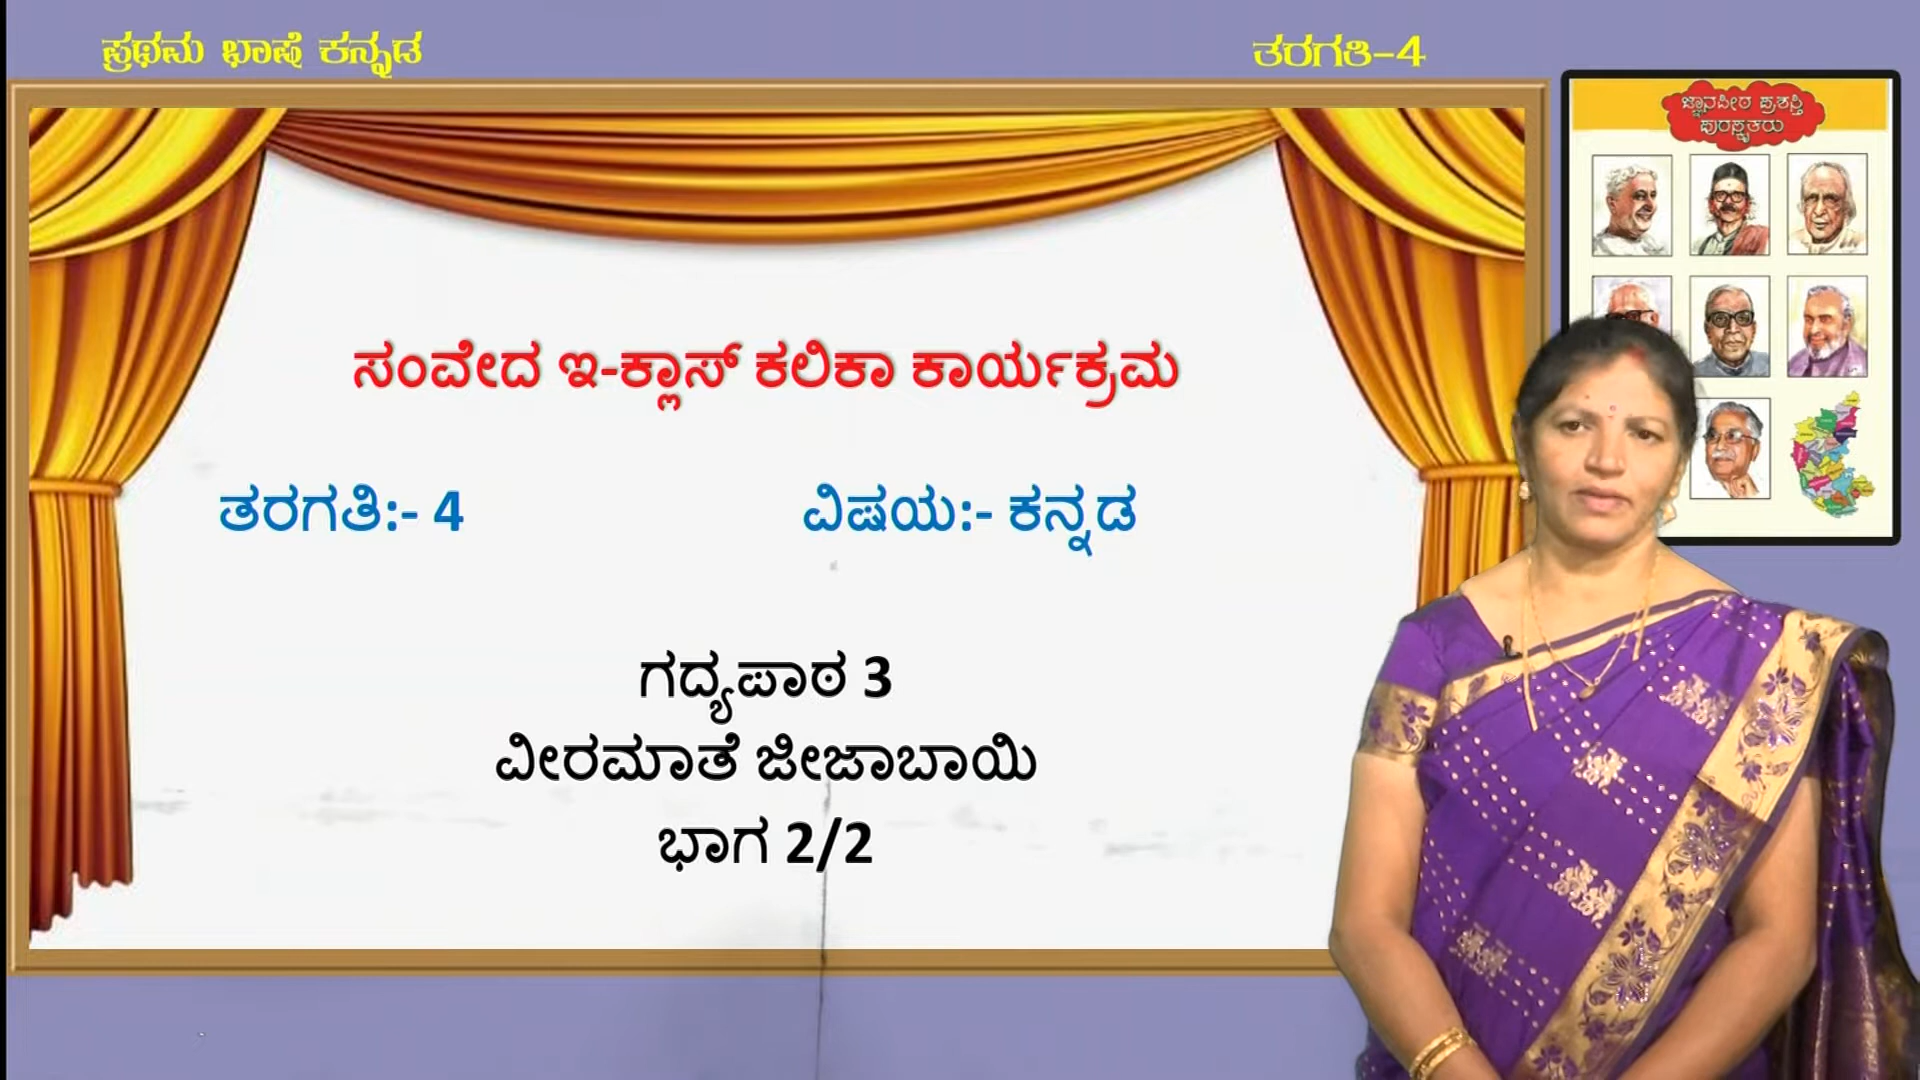 ಪ್ರಥಮ ಭಾಷೆ ಕನ್ನಡ
ತರಗತಿ-4
ಜ್ಞಾನಪೀಠ ಪ್ರಶಸ್ತಿ
ಪುರಸ್ಕೃತರು
ಸಂವೇದ ಇ-ಕ್ಲಾಸ್ ಕಲಿಕಾ ಕಾರ್ಯಕ್ರಮ
ತರಗತಿ:- 4
ವಿಷಯ:- ಕನ್ನಡ
ಗದ್ಯಪಾಠ 3
ವೀರಮಾತೆ ಜೀಜಾಬಾಯಿ
ಭಾಗ 2/2